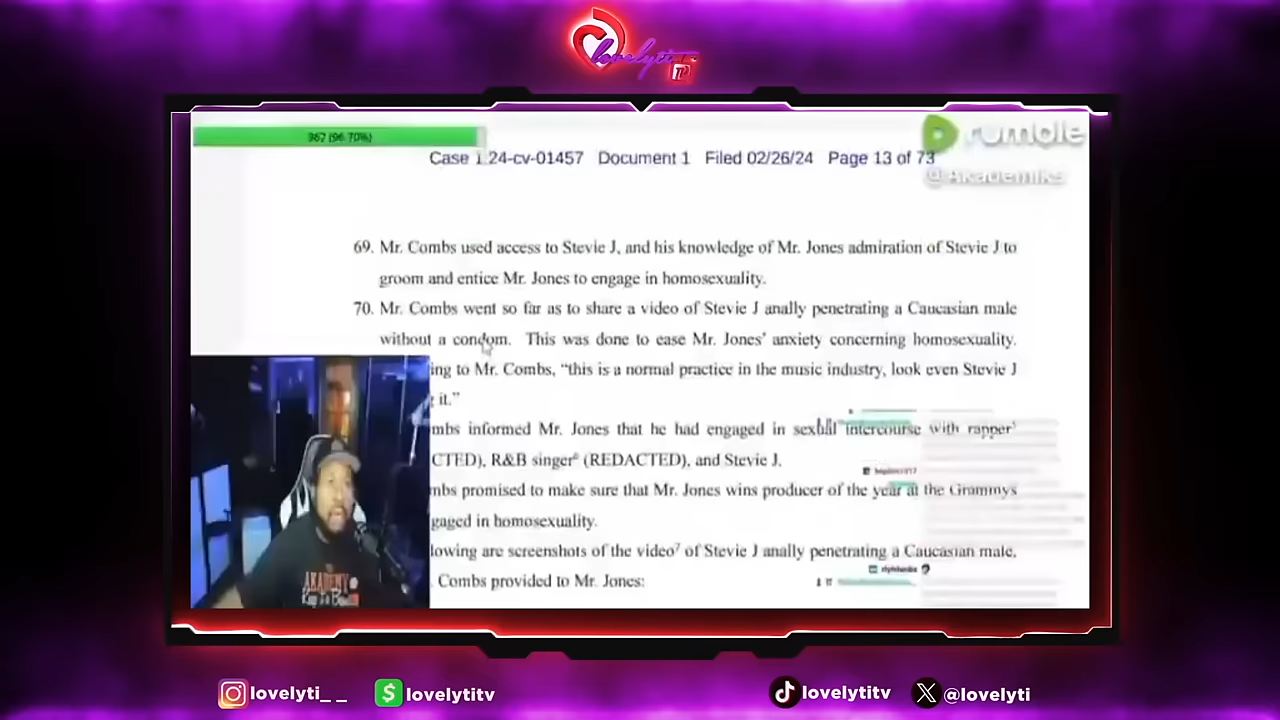 lovelyti
TV
367 (96.70%)
rumble
@Akademiks
Case 1:24-cv-01457 Document 1 Filed 02/26/24 Page 13 of 73
69. Mr. Combs used access to Stevie J, and his knowledge of Mr. Jones admiration of Stevie J to
groom and entice Mr. Jones to engage in homosexuality.
70. Mr. Combs went so far as to share a video of Stevie J anally penetrating a Caucasian male
without a condom. This was done to ease Mr. Jones' anxiety concerning homosexuality.
ing to Mr. Combs, "this is a normal practice in the music industry, look even Stevie J
it."
mbs informed Mr. Jones that he had engaged in sexual intercourse with rapper
CTED), R&B singer⁶ (REDACTED), and Stevie J.
mbs promised to make sure that Mr. Jones wins producer of the year at the Grammys
gaged in homosexuality.
lowing are screenshots of the video⁷ of Stevie J anally penetrating a Caucasian male,
Combs provided to Mr. Jones:
AKADEMY
lovelyti_ _
lovelytitv
lovelytitv
@lovelyti